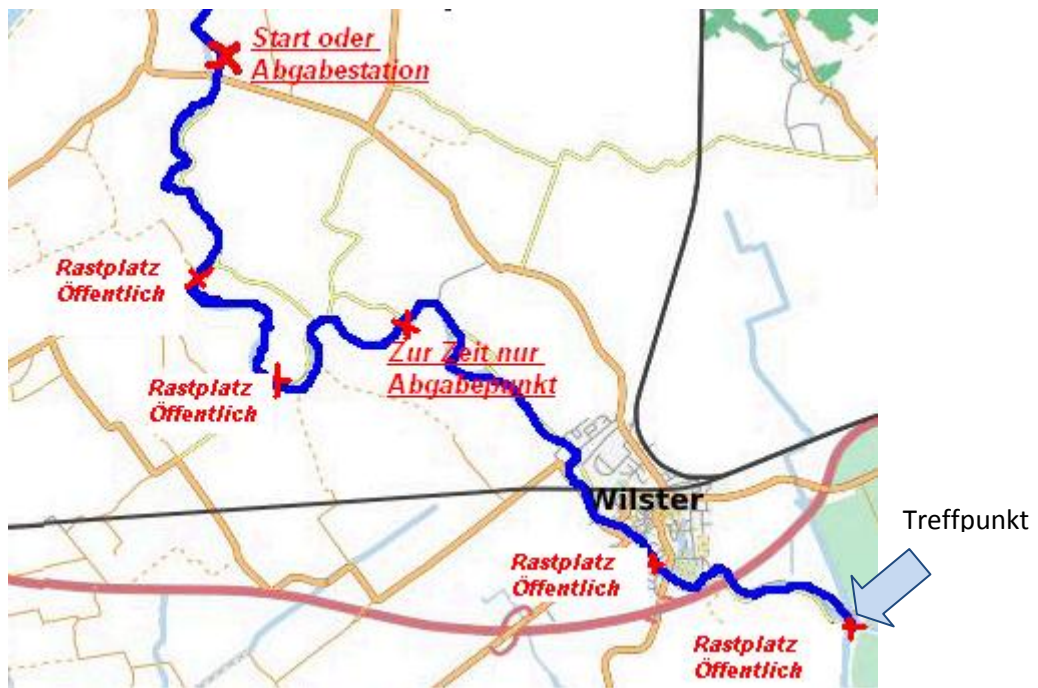 Start oder
Abgabestation
Rastplatz
Öffentlich
Zur Zeit nur
Abgabepunkt
Rastplatz
Öffentlich
Wilster
Treffpunkt
Rastplatz
Öffentlich
Rastplatz
Öffentlich